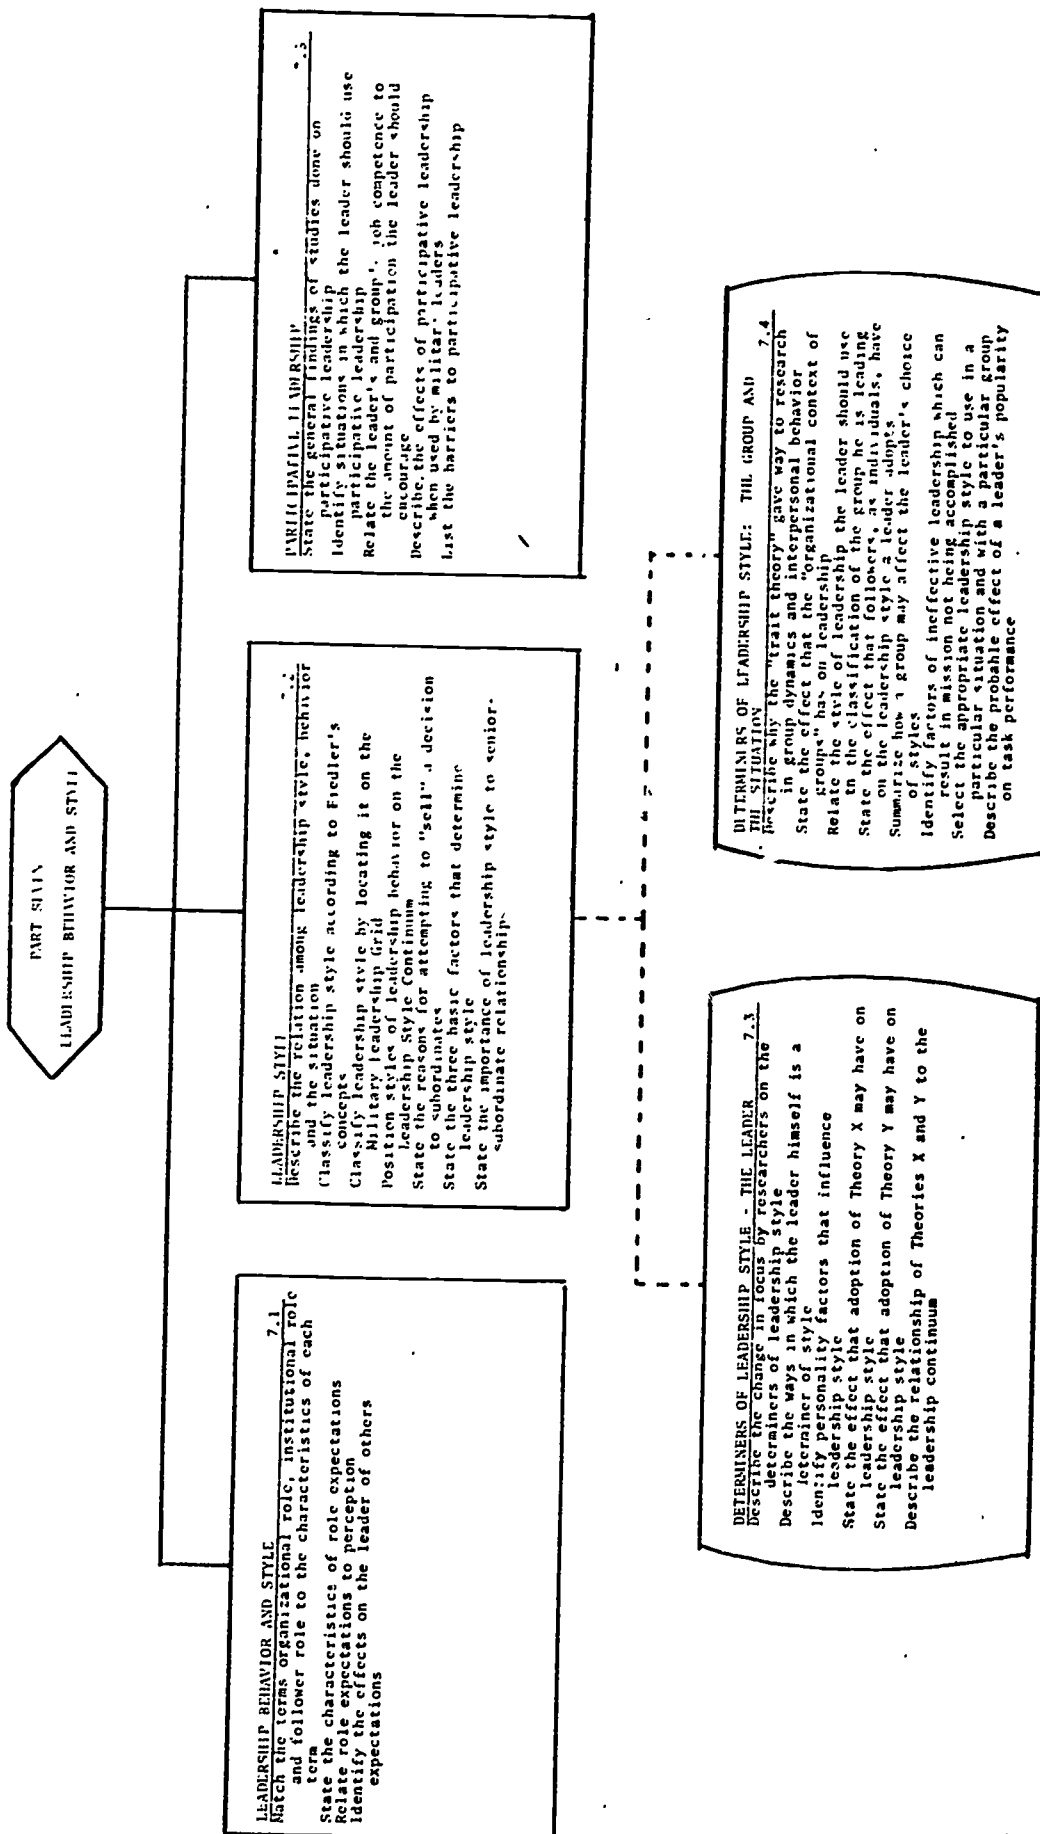 PART SEVEN
LEADERSHIP BEHAVIOR AND STYLE
LEADERSHIP BEHAVIOR AND STYLE
7.1
Match the terms organizational role, institutional role
and follower role to the characteristics of each
term
State the characteristics of role expectations
Relate role expectations to perception
Identify the effects on the leader of others
expectations
LEADERSHIP STYLE
Describe the relation among leadership style, behavior
and the situation
Classify leadership style according to Fiedler's
concepts
Classify leadership style by locating it on the
Military Leadership Grid
Position styles of leadership behavior on the
Leadership Style Continuum
State the reasons for attempting to "sell" a decision
to subordinates
State the three basic factors that determine
leadership style
State the importance of leadership style to senior-
subordinate relationships
PARTICIPATIVE LEADERSHIP
State the general findings of studies done on
participative leadership
Identify situations in which the leader should use
participative leadership
Relate the leader's and group's job competence to
the amount of participation the leader should
encourage
Describe the effects of participative leadership
when used by military leaders
List the barriers to participative leadership
DETERMINERS OF LEADERSHIP STYLE - THE LEADER
7.3
Describe the change in focus by researchers on the
determiners of leadership style
Describe the ways in which the leader himself is a
determiner of style
Identify personality factors that influence
leadership style
State the effect that adoption of Theory X may have on
leadership style
State the effect that adoption of Theory Y may have on
leadership style
Describe the relationship of Theories X and Y to the
leadership continuum
DETERMINERS OF LEADERSHIP STYLE: THE GROUP AND
THE SITUATION
7.4
Describe why the "trait theory" gave way to research
in group dynamics and interpersonal behavior
State the effect that the "organizational context of
groups" has on leadership
Relate the style of leadership the leader should use
to the classification of the group he is leading
State the effect that followers, as individuals, have
on the leadership style a leader adopts
Summarize how a group may affect the leader's choice
of styles
Identify factors of ineffective leadership which can
result in mission not being accomplished
Select the appropriate leadership style to use in a
particular situation and with a particular group
Describe the probable effect of a leader's popularity
on task performance